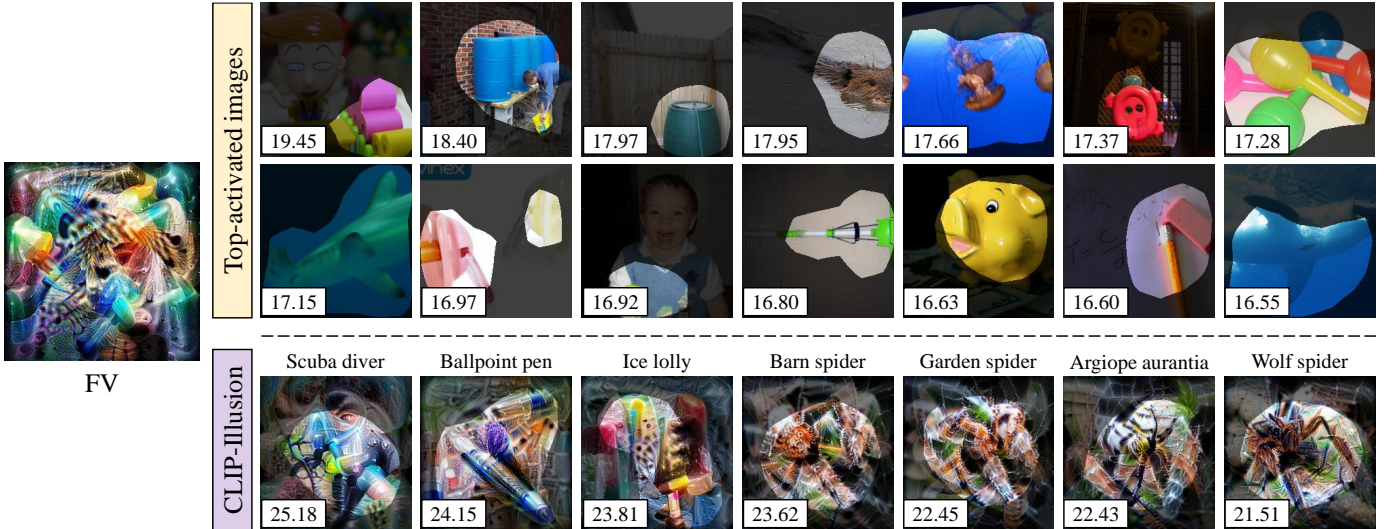 Top-activated images
19.45
18.40
17.97
17.95
17.66
17.37
17.28
inex
17.15
16.97
16.92
16.80
16.63
16.60
16.55
FV
CLIP-Illusion
Scuba diver
Ballpoint pen
Ice lolly
Barn spider
Garden spider
Argiope aurantia
Wolf spider
25.18
24.15
23.81
23.62
22.45
22.43
21.51